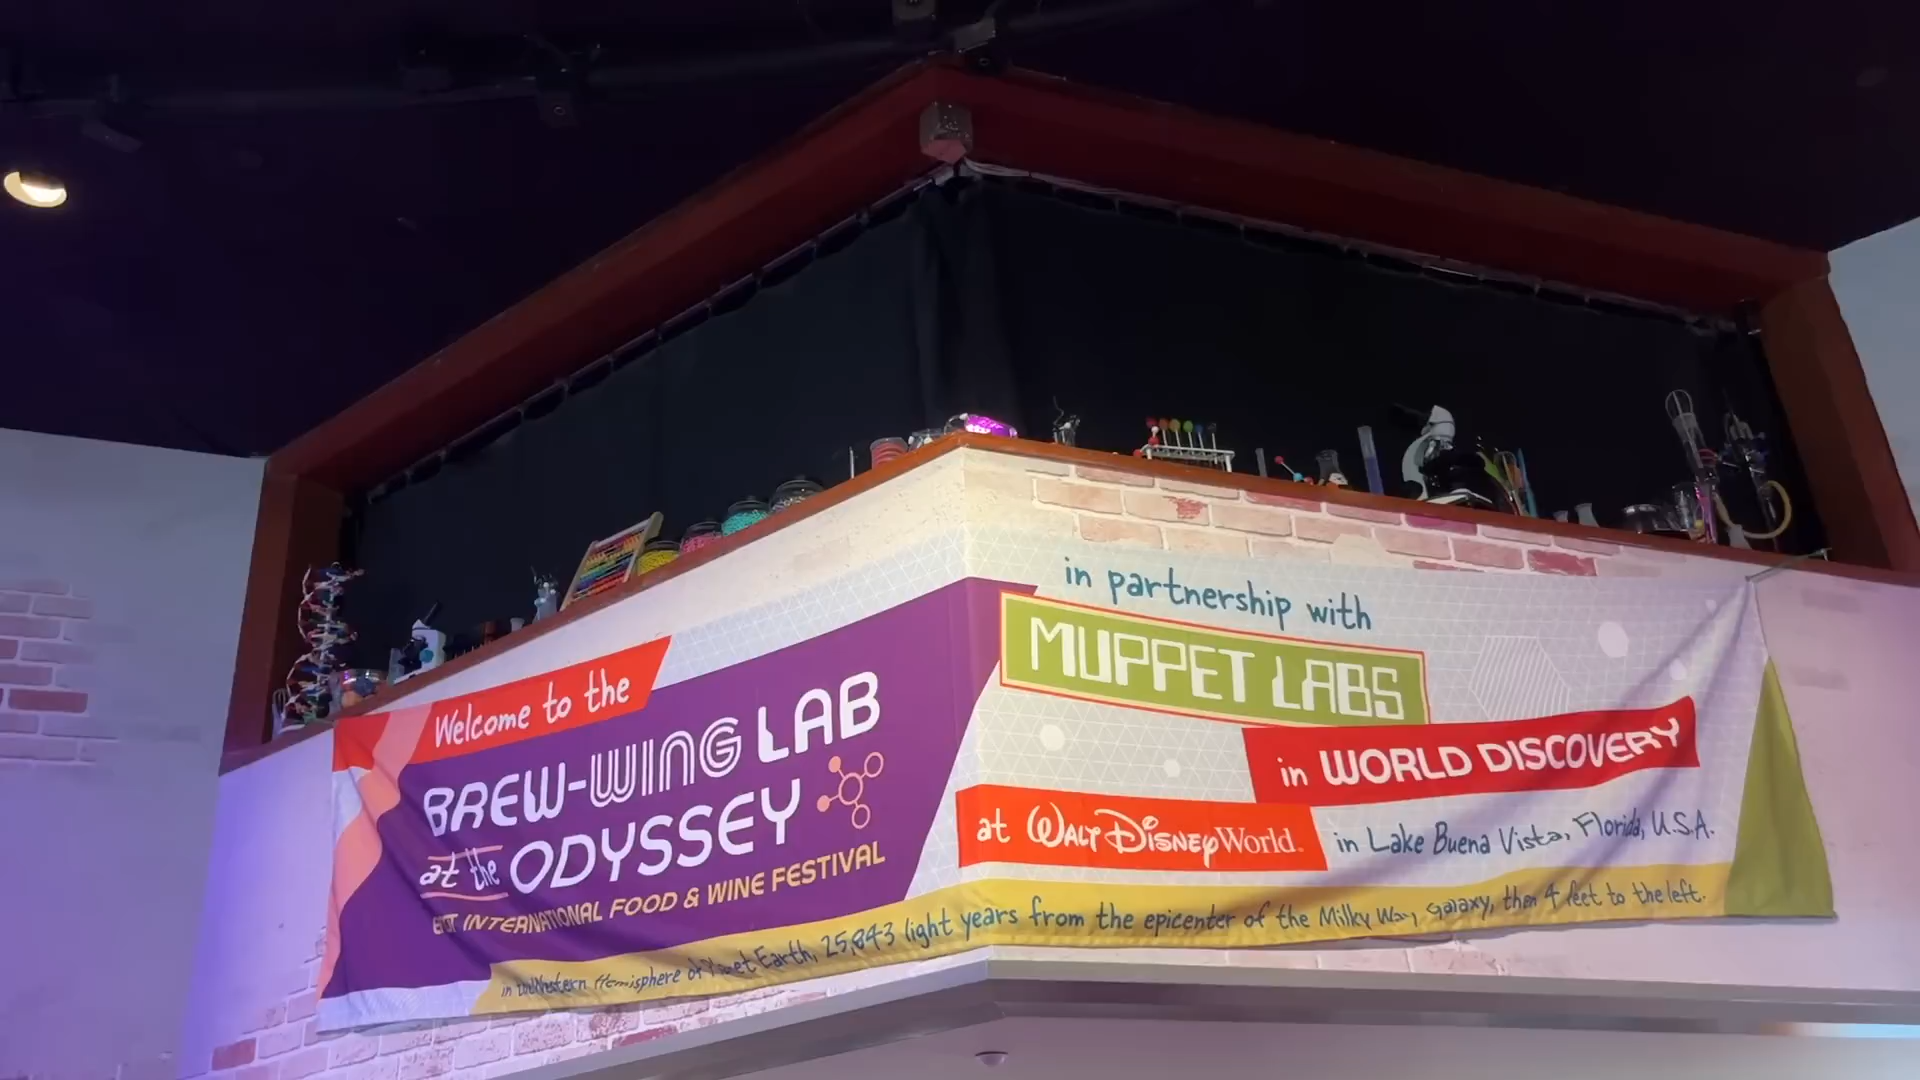 Welcome to the
BREW-WING LAB
at the ODYSSEY
EPCOT INTERNATIONAL FOOD & WINE FESTIVAL
in partnership with
MUPPET LABS
in WORLD DISCOVERY
at WALT DISNEY World.
in Lake Buena Vista, Florida, U.S.A.
in the Western Hemisphere of Planet Earth, 25,843 light years from the epicenter of the Milky Way galaxy, then 4 feet to the left.